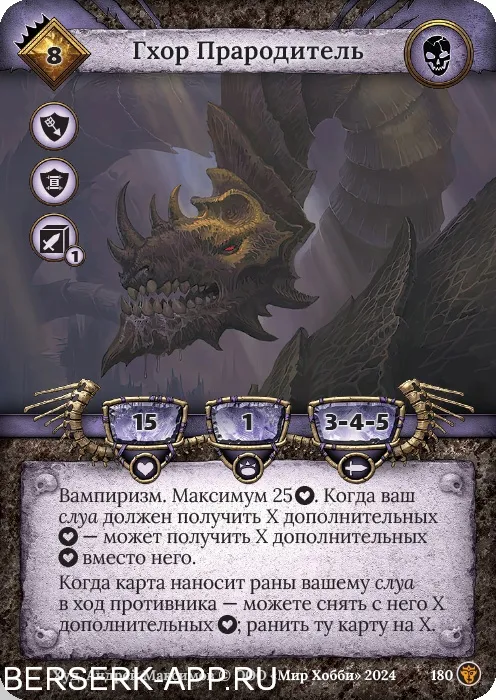 8
Гхор Прародитель
1
15
1
3-4-5
Вампиризм. Максимум 25. Когда ваш
слуа должен получить X дополнительных
— может получить X дополнительных
вместо него.
Когда карта наносит раны вашему слуа
в ход противника — можете снять с него X
дополнительных ; ранить ту карту на X.
Максимов © ООО «Мир Хобби» 2024
180
BERSERK-APP.RU